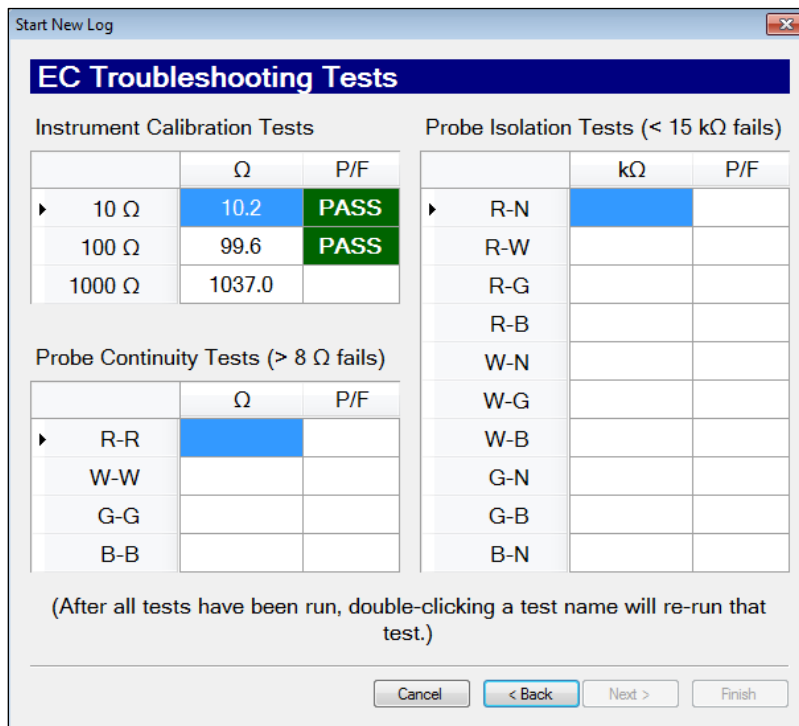 Start New Log
EC Troubleshooting Tests
Instrument Calibration Tests
Ω P/F
10 Ω 10.2 PASS
100 Ω 99.6 PASS
1000 Ω 1037.0
Probe Continuity Tests (> 8 Ω fails)
Ω P/F
R-R
W-W
G-G
B-B
Probe Isolation Tests (< 15 kΩ fails)
kΩ P/F
R-N
R-W
R-G
R-B
W-N
W-G
W-B
G-N
G-B
B-N
(After all tests have been run, double-clicking a test name will re-run that
test.)
Cancel < Back Next > Finish